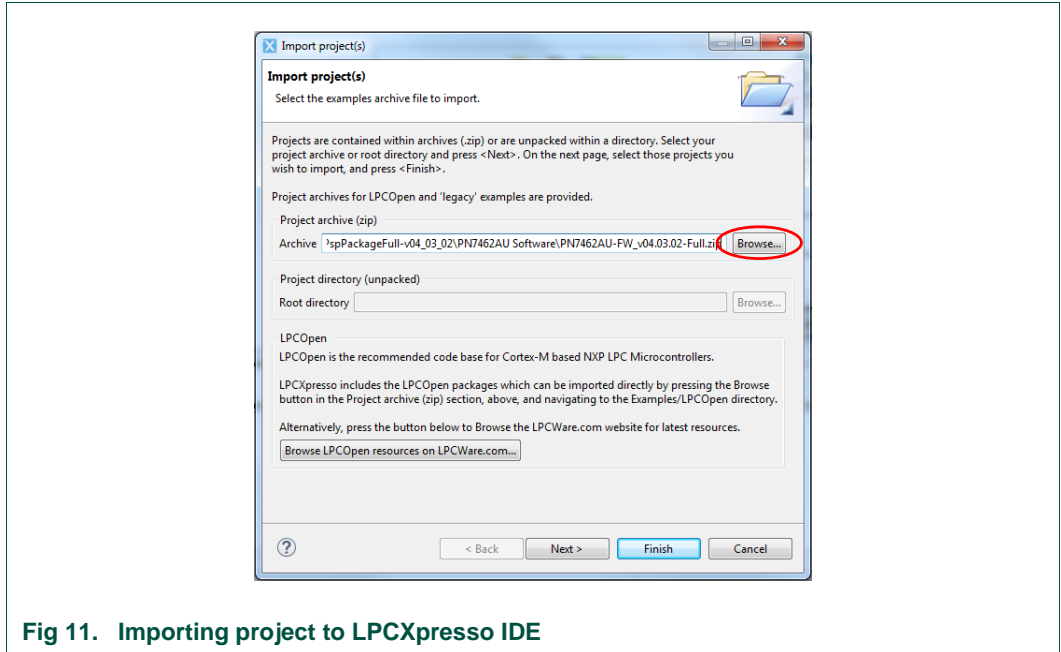 Import project(s)
Import project(s)
Select the examples archive file to import.
Projects are contained within archives (.zip) or are unpacked within a directory. Select your
project archive or root directory and press <Next>. On the next page, select those projects you
wish to import, and press <Finish>.
Project archives for LPCOpen and 'legacy' examples are provided.
Project archive (zip)
Archive spPackageFull-v04_03_02\PN7462AU Software\PN7462AU-FW_v04.03.02-Full.zip Browse...
Project directory (unpacked)
Root directory Browse...
LPCOpen
LPCOpen is the recommended code base for Cortex-M based NXP LPC Microcontrollers.
LPCXpresso includes the LPCOpen packages which can be imported directly by pressing the Browse
button in the Project archive (zip) section, above, and navigating to the Examples/LPCOpen directory.
Alternatively, press the button below to Browse the LPCWare.com website for latest resources.
Browse LPCOpen resources on LPCWare.com...
? < Back Next > Finish Cancel
Fig 11. Importing project to LPCXpresso IDE